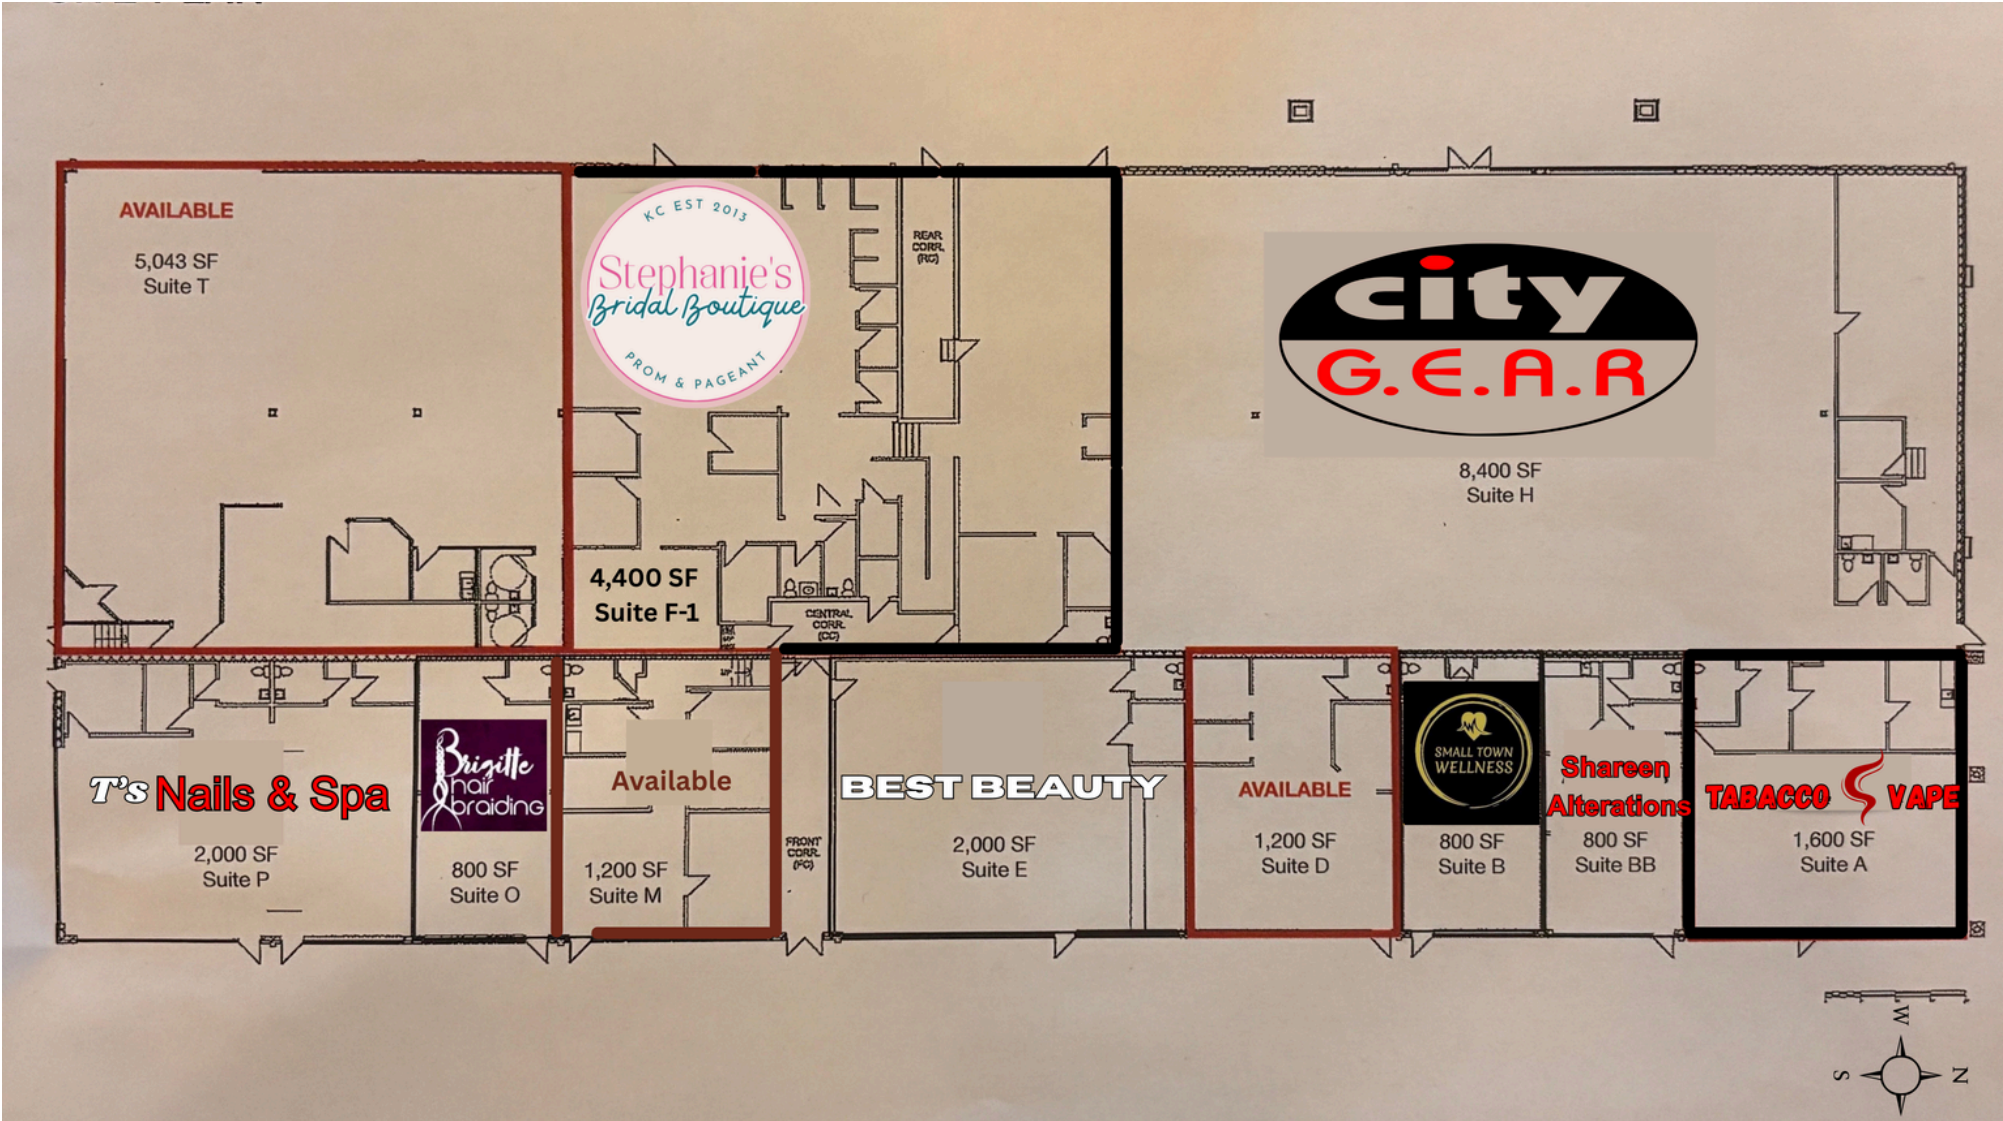 AVAILABLE
5,043 SF
Suite T
KC EST 2013
Stephanie's
Bridal Boutique
PROM & PAGEANT
4,400 SF
Suite F-1
REAR
CORR.
(RC)
CENTRAL
CORR.
(CC)
city
G.E.A.R
8,400 SF
Suite H
T's Nails & Spa
2,000 SF
Suite P
Brigitte
hair
braiding
800 SF
Suite O
Available
1,200 SF
Suite M
FRONT
CORR.
(FC)
BEST BEAUTY
2,000 SF
Suite E
AVAILABLE
1,200 SF
Suite D
SMALL TOWN
WELLNESS
800 SF
Suite B
Shareen
Alterations
800 SF
Suite BB
TABACCO VAPE
1,600 SF
Suite A
W
S
N